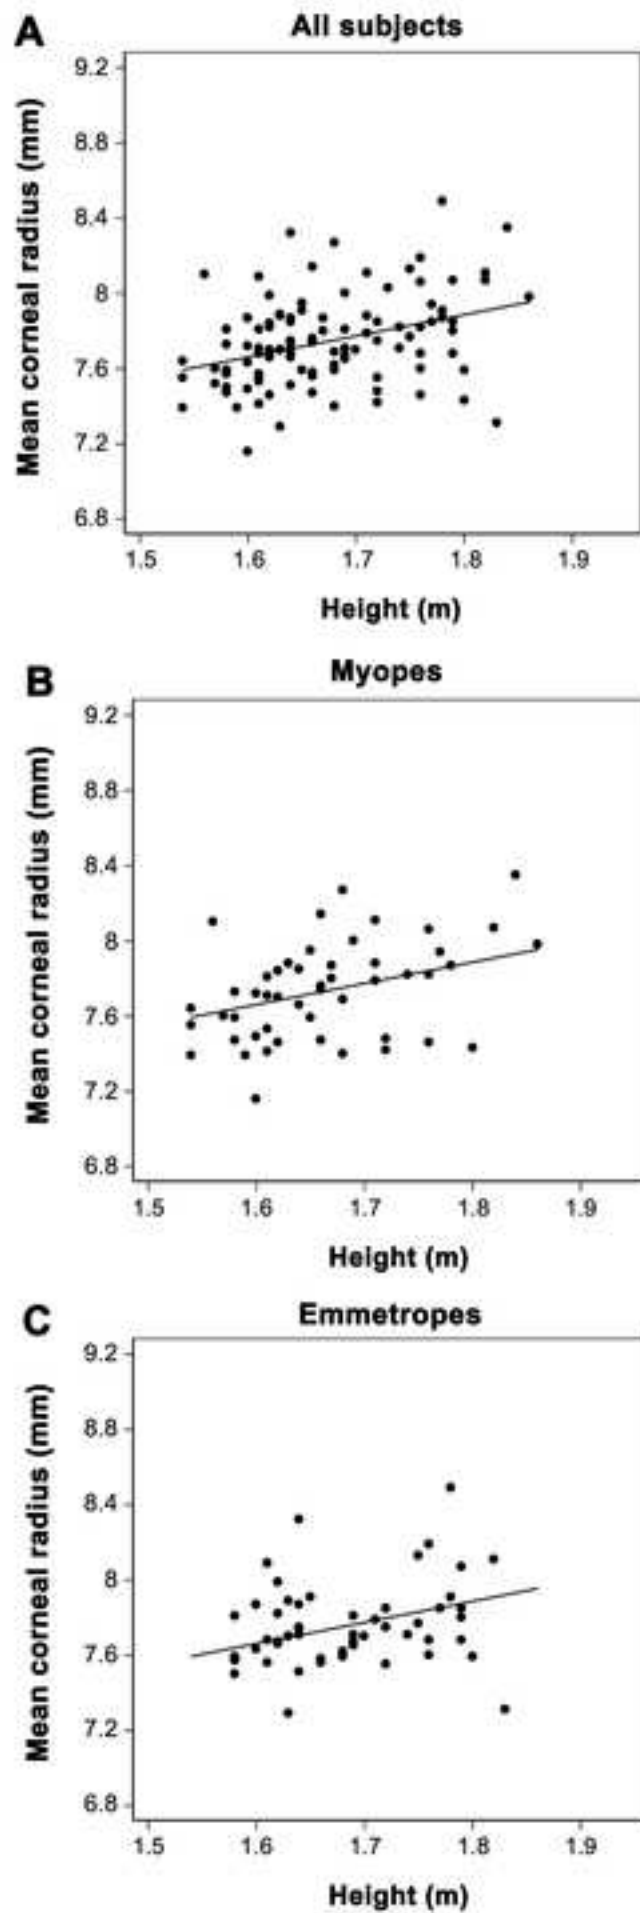 A
All subjects
Mean corneal radius (mm)
9.2
8.8
8.4
8
7.6
7.2
6.8
1.5 1.6 1.7 1.8 1.9
Height (m)
B
Myopes
Mean corneal radius (mm)
9.2
8.8
8.4
8
7.6
7.2
6.8
1.5 1.6 1.7 1.8 1.9
Height (m)
C
Emmetropes
Mean corneal radius (mm)
9.2
8.8
8.4
8
7.6
7.2
6.8
1.5 1.6 1.7 1.8 1.9
Height (m)